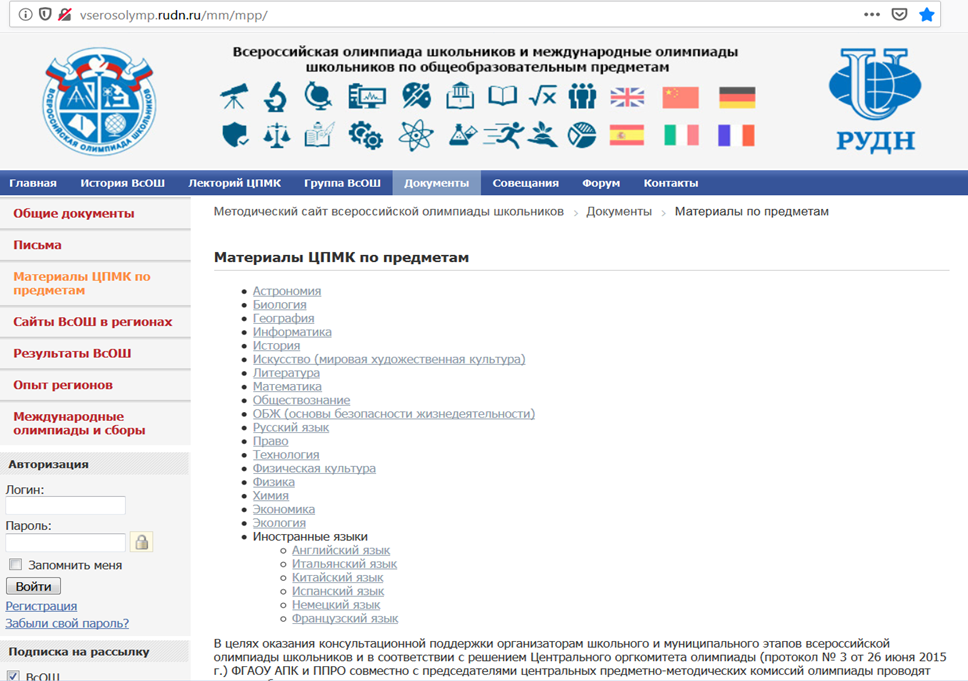 vserosolymp.rudn.ru/mm/mpp/
Всероссийская олимпиада школьников и международные олимпиады
школьников по общеобразовательным предметам
ВСЕРОССИЙСКАЯ ОЛИМПИАДА ШКОЛЬНИКОВ
√x
РУДН
Главная История ВсОШ Лекторий ЦПМК Группа ВсОШ Документы Совещания Форум Контакты
Общие документы
Письма
Материалы ЦПМК по
предметам
Сайты ВсОШ в регионах
Результаты ВсОШ
Опыт регионов
Международные
олимпиады и сборы
Авторизация
Логин:
Пароль:
Запомнить меня
Войти
Регистрация
Забыли свой пароль?
Подписка на рассылку
ВсОШ
Методический сайт всероссийской олимпиады школьников > Документы > Материалы по предметам
Материалы ЦПМК по предметам
Астрономия
Биология
География
Информатика
История
Искусство (мировая художественная культура)
Литература
Математика
Обществознание
ОБЖ (основы безопасности жизнедеятельности)
Русский язык
Право
Технология
Физическая культура
Физика
Химия
Экономика
Экология
Иностранные языки
Английский язык
Итальянский язык
Китайский язык
Испанский язык
Немецкий язык
Французский язык
В целях оказания консультационной поддержки организаторам школьного и муниципального этапов всероссийской
олимпиады школьников и в соответствии с решением Центрального оргкомитета олимпиады (протокол № 3 от 26 июня 2015
г.) ФГАОУ АПК и ППРО совместно с председателями центральных предметно-методических комиссий олимпиады проводят